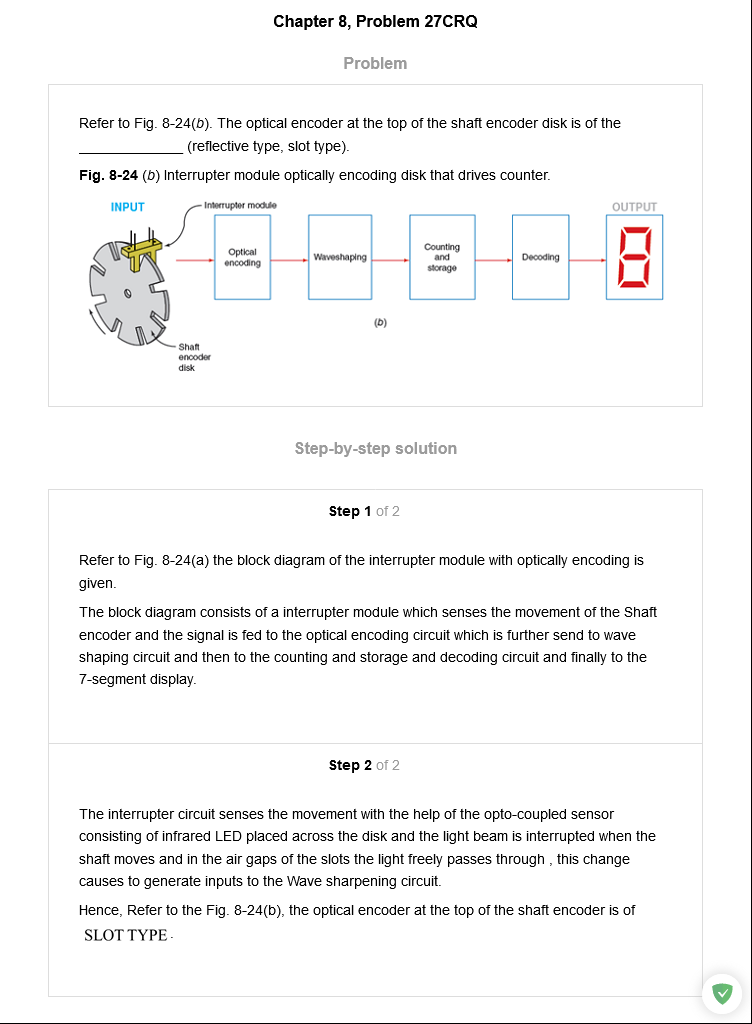 Chapter 8, Problem 27CRQ
Problem
Refer to Fig. 8-24(b). The optical encoder at the top of the shaft encoder disk is of the
_____________ (reflective type, slot type).
Fig. 8-24 (b) Interrupter module optically encoding disk that drives counter.
INPUT
Interrupter module
OUTPUT
Optical
encoding
Waveshaping
Counting
and
storage
Decoding
8
(b)
Shaft
encoder
disk
Step-by-step solution
Step 1 of 2
Refer to Fig. 8-24(a) the block diagram of the interrupter module with optically encoding is
given.
The block diagram consists of a interrupter module which senses the movement of the Shaft
encoder and the signal is fed to the optical encoding circuit which is further send to wave
shaping circuit and then to the counting and storage and decoding circuit and finally to the
7-segment display.
Step 2 of 2
The interrupter circuit senses the movement with the help of the opto-coupled sensor
consisting of infrared LED placed across the disk and the light beam is interrupted when the
shaft moves and in the air gaps of the slots the light freely passes through , this change
causes to generate inputs to the Wave sharpening circuit.
Hence, Refer to the Fig. 8-24(b), the optical encoder at the top of the shaft encoder is of
SLOT TYPE.